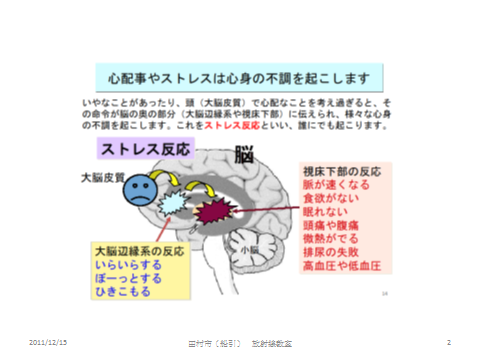 心配事やストレスは心身の不調を起こします
いやなことがあったり、頭（大脳皮質）で心配なことを考え過ぎると、そ
の命令が脳の奥の部分（大脳辺縁系や視床下部）に伝えられ、様々な心身
の不調を起こします。これをストレス反応といい、誰にでも起こります。
ストレス反応
脳
大脳皮質
視床下部の反応
脈が速くなる
食欲がない
眠れない
頭痛や腹痛
微熱がでる
排尿の失敗
高血圧や低血圧
小脳
大脳辺縁系の反応
いらいらする
ぼーっとする
ひきこもる
2011/12/15
田村市（船引） 放射線教室
2